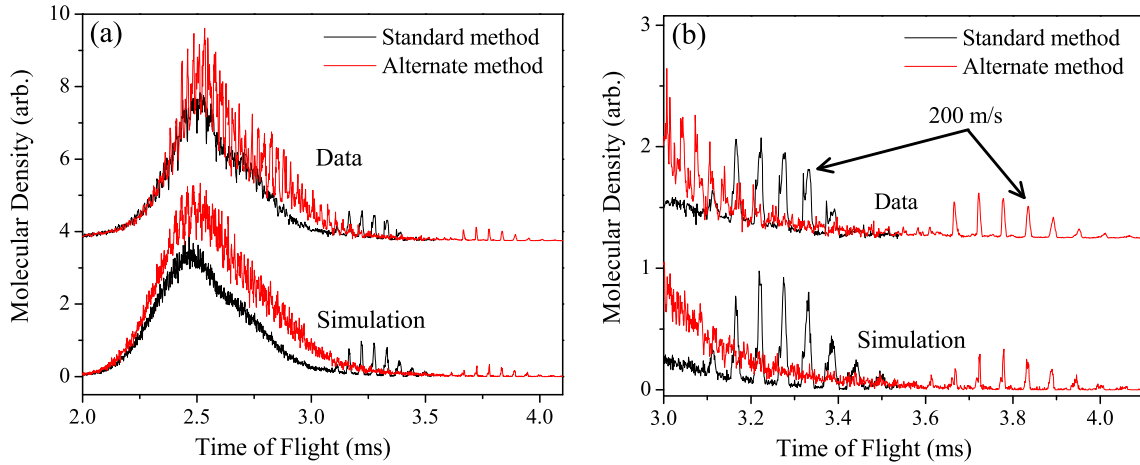 (a)
Standard method
Alternate method
Data
Simulation
10
8
6
4
2
0
Molecular Density (arb.)
2.0 2.5 3.0 3.5 4.0
Time of Flight (ms)
(b)
Standard method
Alternate method
200 m/s
Data
Simulation
3
2
1
0
Molecular Density (arb.)
3.0 3.2 3.4 3.6 3.8 4.0
Time of Flight (ms)